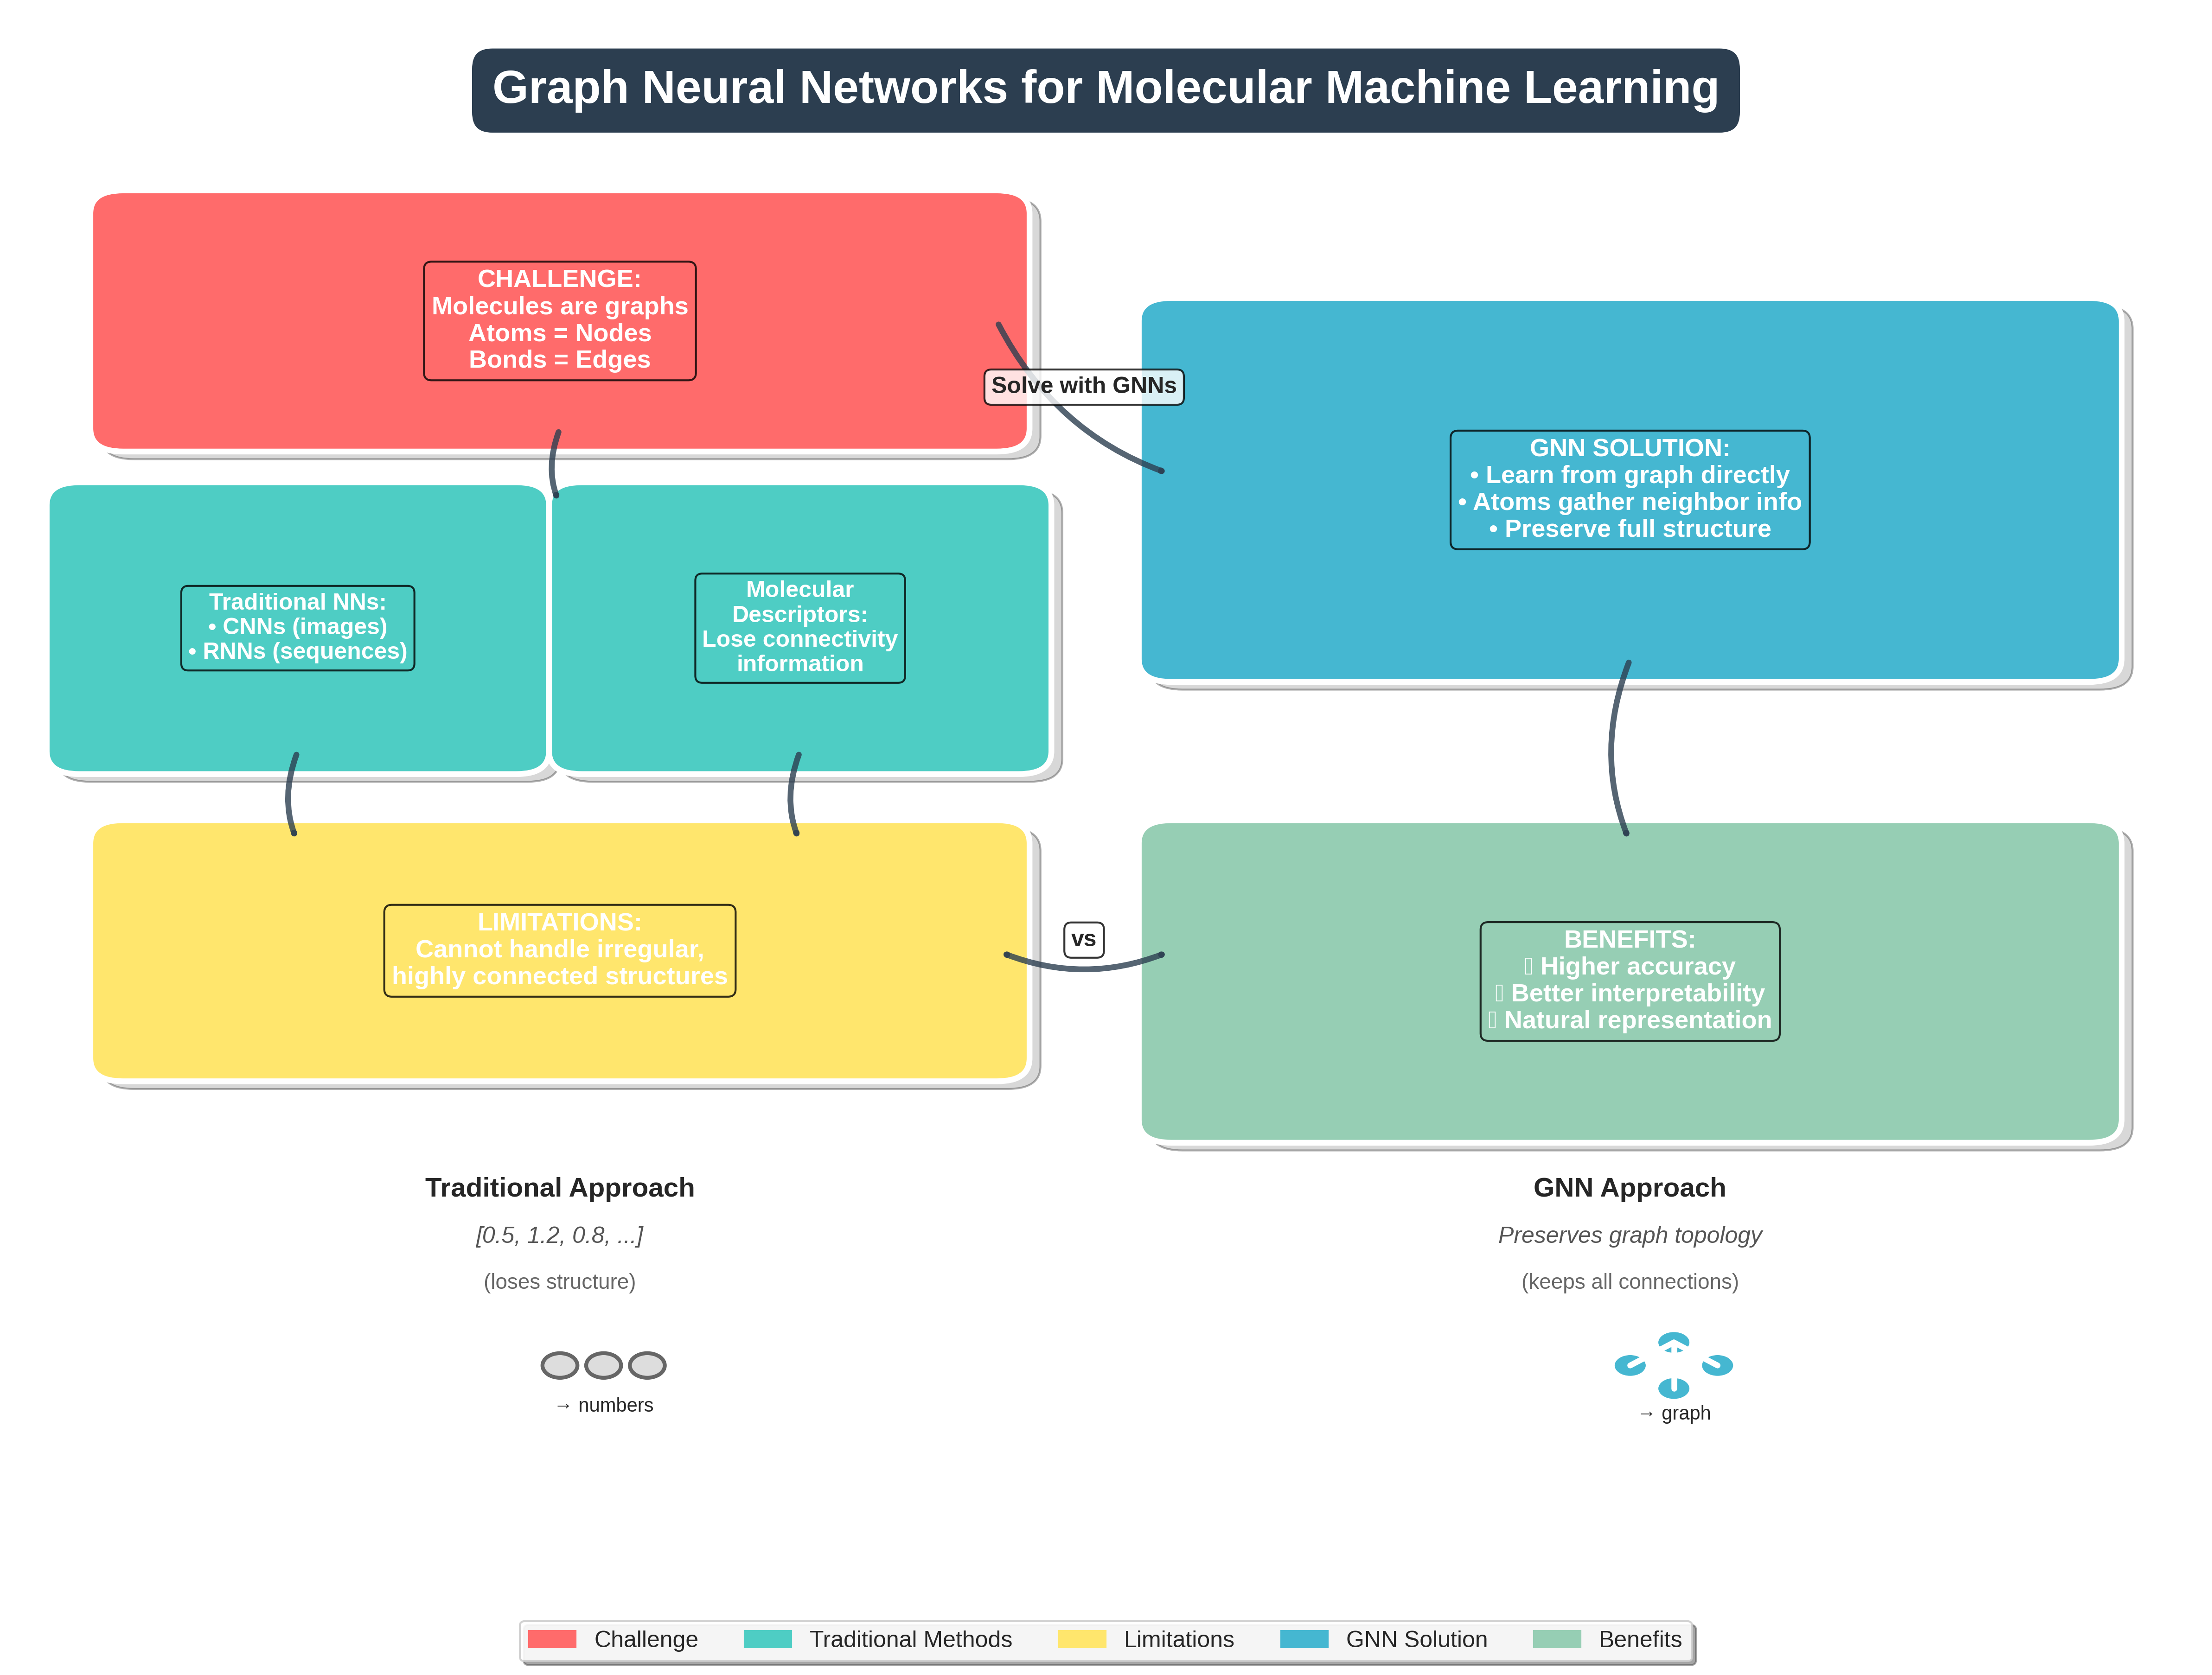 Graph Neural Networks for Molecular Machine Learning
CHALLENGE:
Molecules are graphs
Atoms = Nodes
Bonds = Edges
Solve with GNNs
GNN SOLUTION:
• Learn from graph directly
• Atoms gather neighbor info
• Preserve full structure
Traditional NNs:
• CNNs (images)
• RNNs (sequences)
Molecular
Descriptors:
Lose connectivity
information
LIMITATIONS:
Cannot handle irregular,
highly connected structures
vs
BENEFITS:
▯ Higher accuracy
▯ Better interpretability
▯ Natural representation
Traditional Approach
[0.5, 1.2, 0.8, ...]
(loses structure)
→ numbers
GNN Approach
Preserves graph topology
(keeps all connections)
→ graph
Challenge
Traditional Methods
Limitations
GNN Solution
Benefits